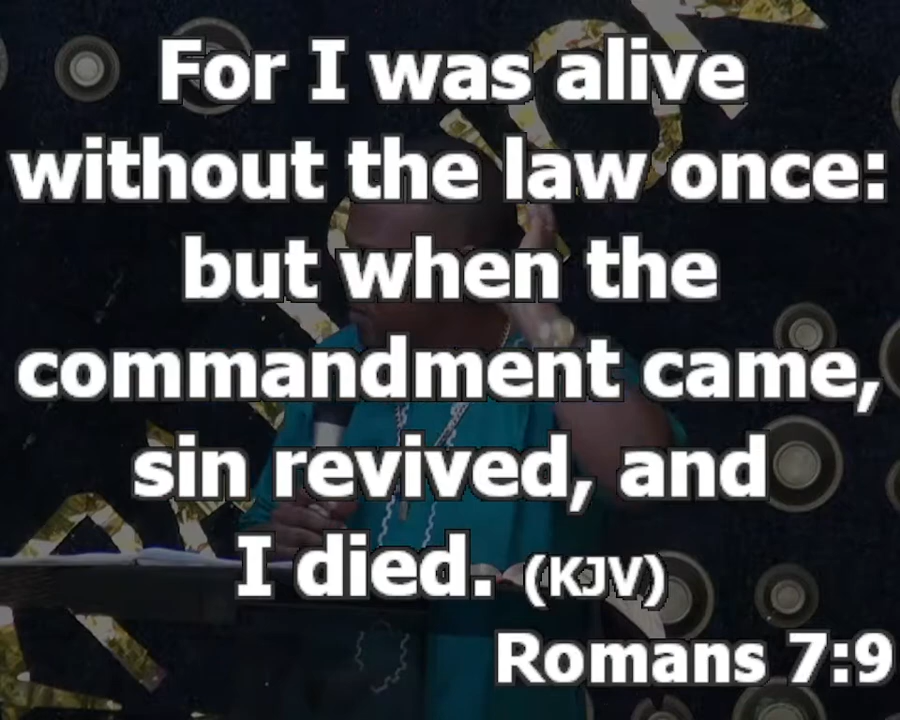 For I was alive
without the law once:
but when the
commandment came,
sin revived, and
I died. (KJV)
Romans 7:9